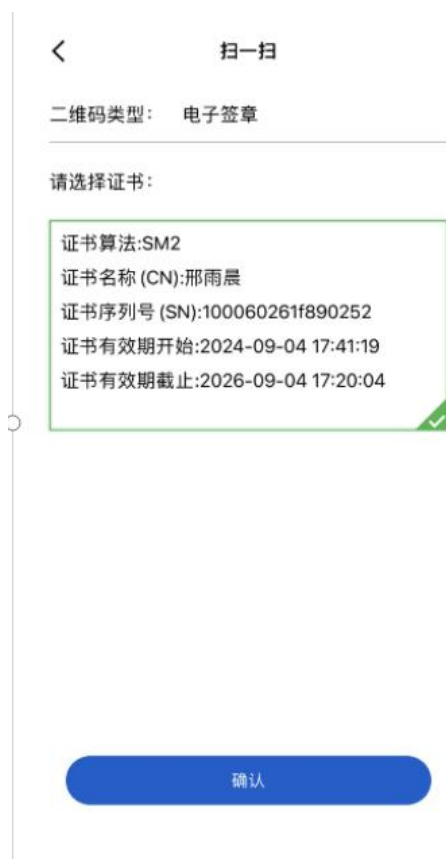 扫一扫
二维码类型： 电子签章
请选择证书：
证书算法:SM2
证书名称 (CN):邢雨晨
证书序列号 (SN):100060261f890252
证书有效期开始:2024-09-04 17:41:19
证书有效期截止:2026-09-04 17:20:04
确认